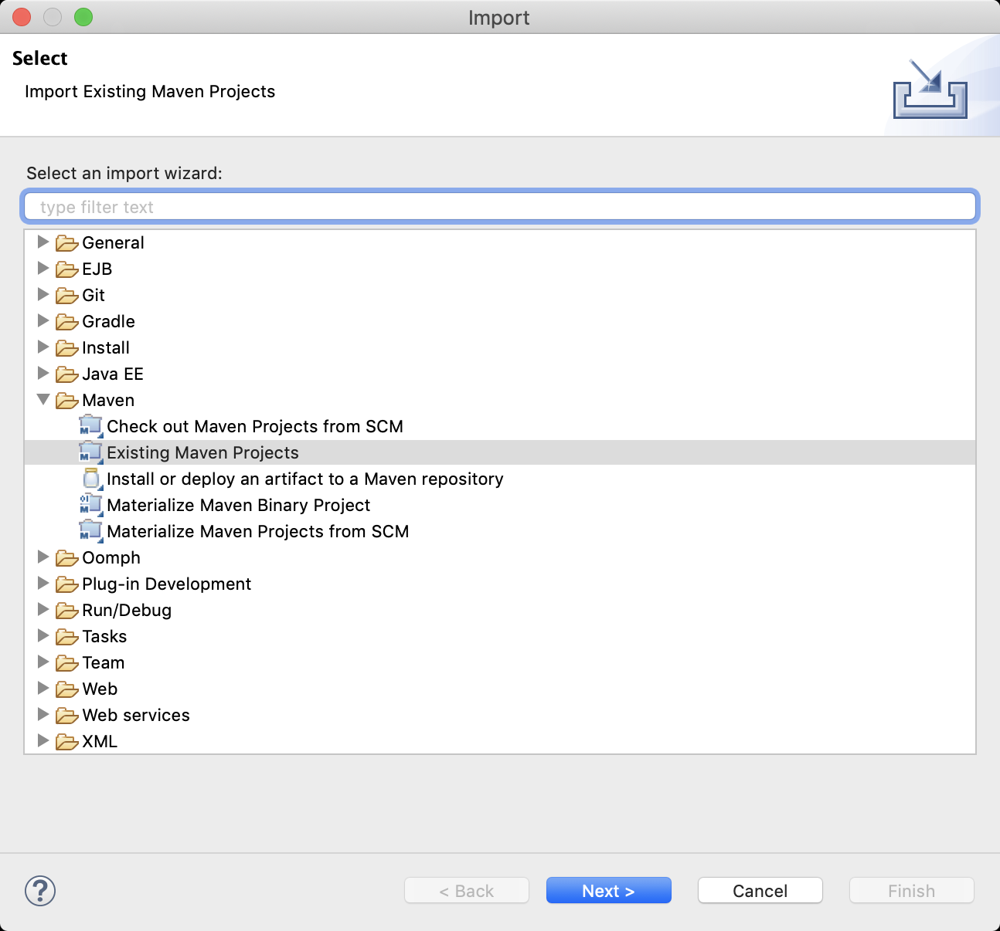 Import
Select
Import Existing Maven Projects
Select an import wizard:
type filter text
General
EJB
Git
Gradle
Install
Java EE
Maven
Check out Maven Projects from SCM
Existing Maven Projects
Install or deploy an artifact to a Maven repository
Materialize Maven Binary Project
Materialize Maven Projects from SCM
Oomph
Plug-in Development
Run/Debug
Tasks
Team
Web
Web services
XML
? < Back Next > Cancel Finish